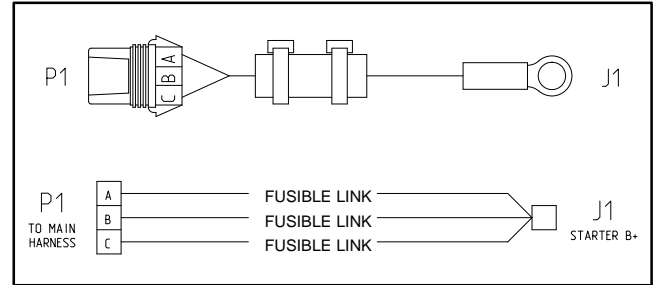 P1
A
B
C
J1
P1
TO MAIN
HARNESS
A
B
C
FUSIBLE LINK
FUSIBLE LINK
FUSIBLE LINK
J1
STARTER B+